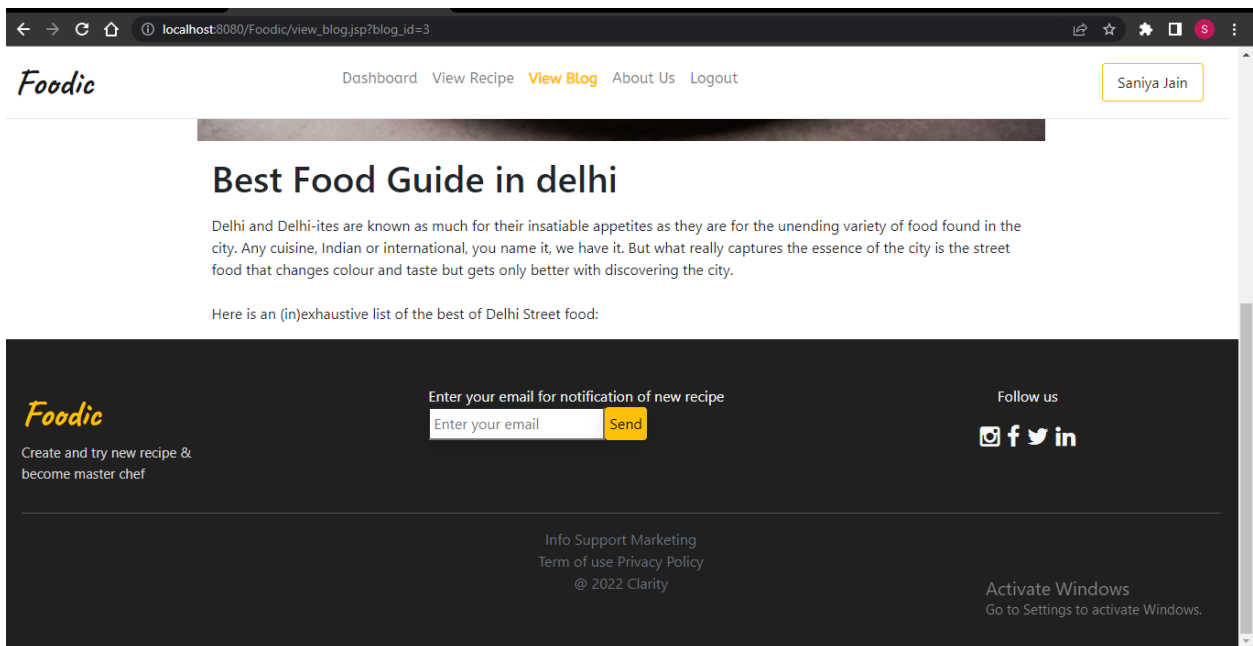 localhost:8080/Foodic/view_blog.jsp?blog_id=3
S
Foodic
Dashboard View Recipe View Blog About Us Logout
Saniya Jain
Best Food Guide in delhi
Delhi and Delhi-ites are known as much for their insatiable appetites as they are for the unending variety of food found in the
city. Any cuisine, Indian or international, you name it, we have it. But what really captures the essence of the city is the street
food that changes colour and taste but gets only better with discovering the city.
Here is an (in)exhaustive list of the best of Delhi Street food:
Foodic
Create and try new recipe &
become master chef
Enter your email for notification of new recipe
Enter your email Send
Follow us
Info Support Marketing
Term of use Privacy Policy
@ 2022 Clarity
Activate Windows
Go to Settings to activate Windows.